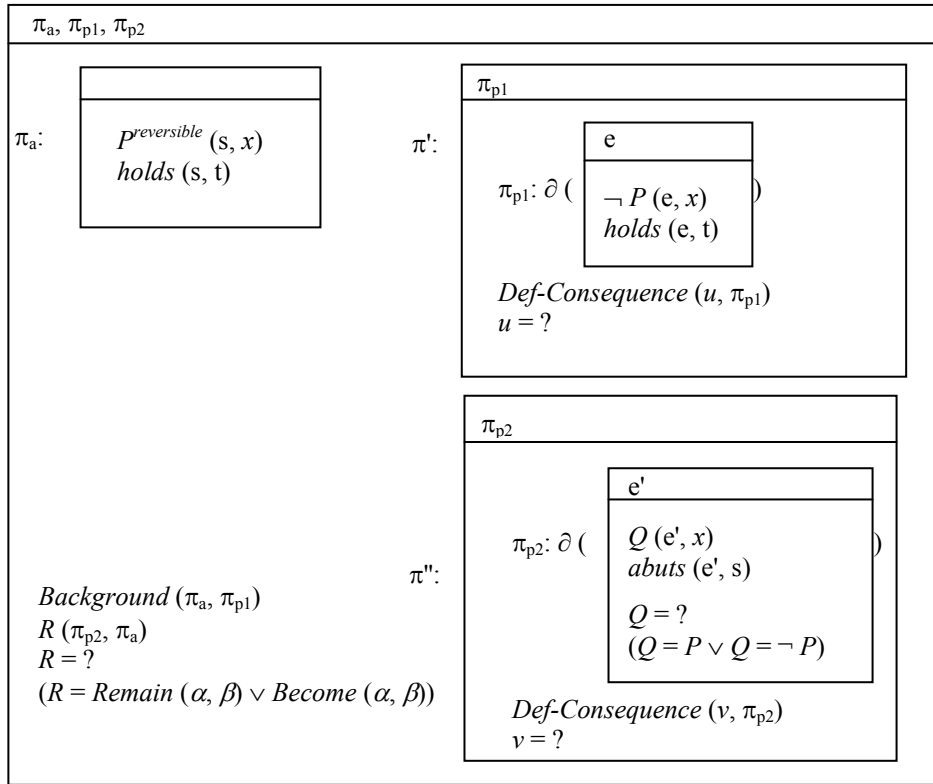 πa, πp1, πp2
πa:
P^reversible (s, x)
holds (s, t)
π':
πp1
πp1: ∂ (
e
¬ P (e, x)
holds (e, t)
)
Def-Consequence (u, πp1)
u = ?
π'':
πp2
πp2: ∂ (
e'
Q (e', x)
abuts (e', s)
Q = ?
(Q = P ∨ Q = ¬ P)
)
Def-Consequence (v, πp2)
v = ?
Background (πa, πp1)
R (πp2, πa)
R = ?
(R = Remain (α, β) ∨ Become (α, β))